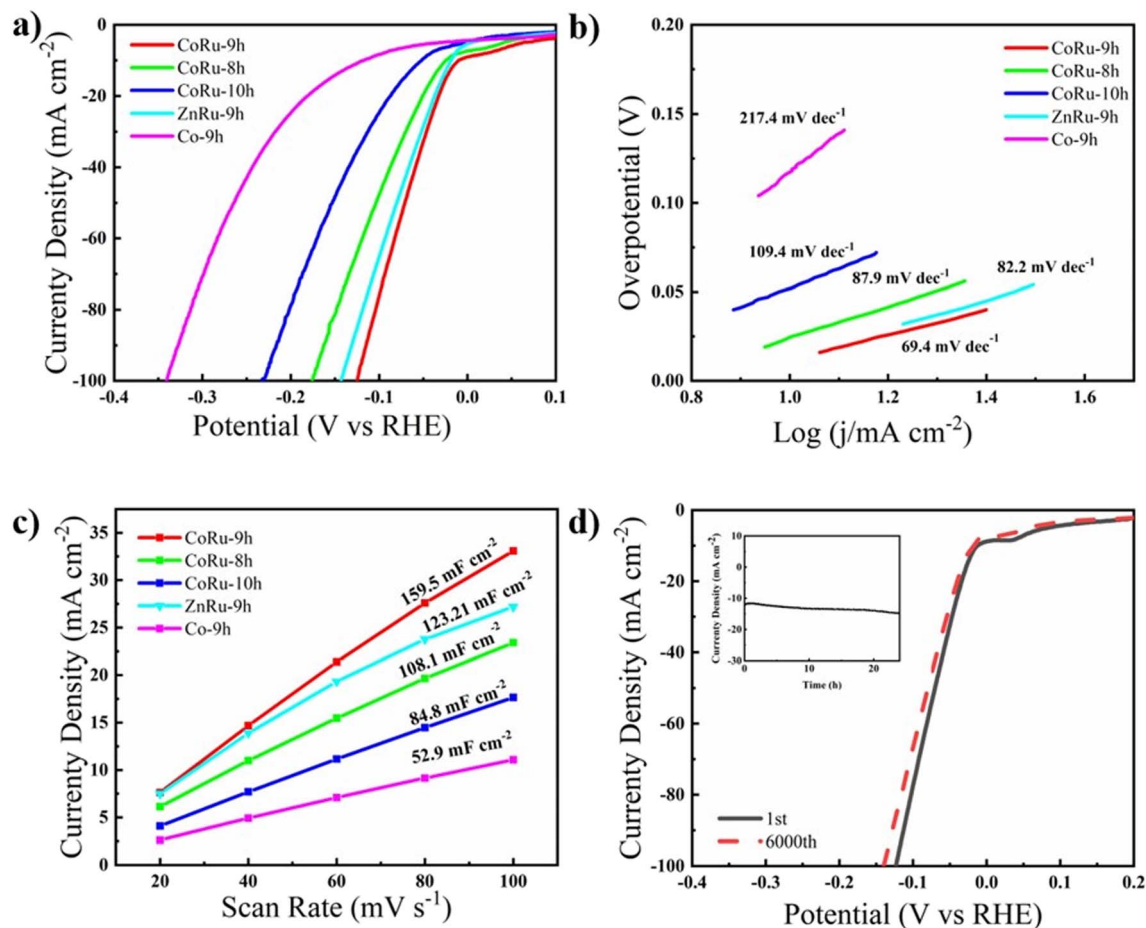 a)
CoRu-9h
CoRu-8h
CoRu-10h
ZnRu-9h
Co-9h
Currenty Density (mA cm-2)
0
-20
-40
-60
-80
-100
-0.4 -0.3 -0.2 -0.1 0.0 0.1
Potential (V vs RHE)
b)
CoRu-9h
CoRu-8h
CoRu-10h
ZnRu-9h
Co-9h
217.4 mV dec-1
109.4 mV dec-1
87.9 mV dec-1
82.2 mV dec-1
69.4 mV dec-1
Overpotential (V)
0.20
0.15
0.10
0.05
0.00
0.8 1.0 1.2 1.4 1.6
Log (j/mA cm-2)
c)
CoRu-9h
CoRu-8h
CoRu-10h
ZnRu-9h
Co-9h
159.5 mF cm-2
123.21 mF cm-2
108.1 mF cm-2
84.8 mF cm-2
52.9 mF cm-2
Currenty Density (mA cm-2)
35
30
25
20
15
10
5
0
20 40 60 80 100
Scan Rate (mV s-1)
d)
Currenty Density (mA cm-2)
0
-20
-40
-60
-80
-100
Currenty Density (mA cm-2)
10
0
-10
-20
-30
0 10 20
Time (h)
1st
6000th
-0.4 -0.3 -0.2 -0.1 0.0 0.1 0.2
Potential (V vs RHE)